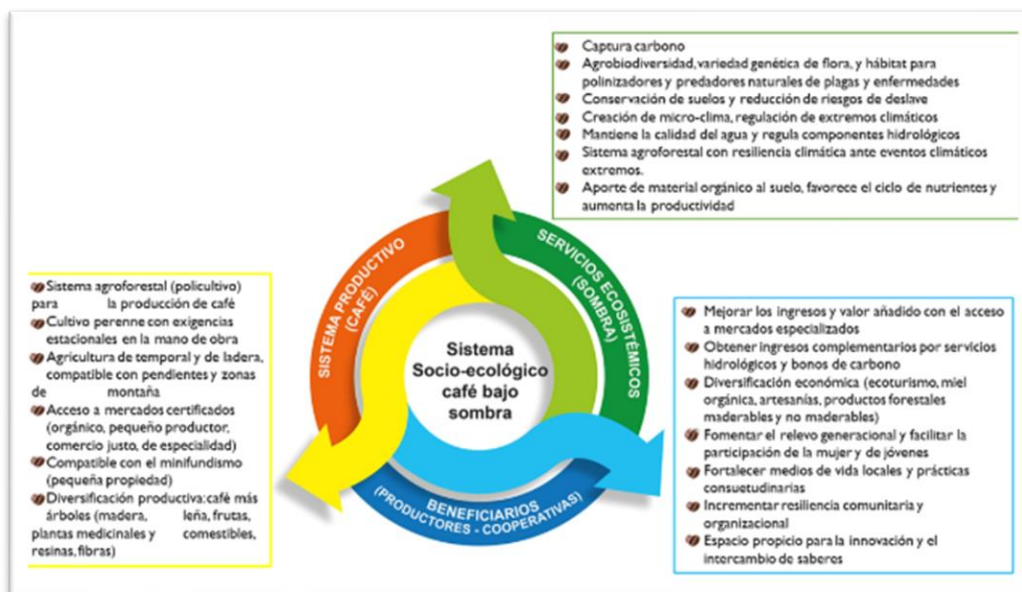 Captura carbono
Agrobiodiversidad, variedad genética de flora, y hábitat para
polinizadores y predadores naturales de plagas y enfermedades
Conservación de suelos y reducción de riesgos de deslave
Creación de micro-clima, regulación de extremos climáticos
Mantiene la calidad del agua y regula componentes hidrológicos
Sistema agroforestal con resiliencia climática ante eventos climáticos
extremos.
Aporte de material orgánico al suelo, favorece el ciclo de nutrientes y
aumenta la productividad
SISTEMA PRODUCTIVO
(CAFÉ)
SERVICIOS ECOSISTÉMICOS
(SOMBRA)
Sistema agroforestal (policultivo)
para la producción de café
Cultivo perenne con exigencias
estacionales en la mano de obra
Agricultura de temporal y de ladera,
compatible con pendientes y zonas
de montaña
Acceso a mercados certificados
(orgánico, pequeño productor,
comercio justo, de especialidad)
Compatible con el minifundismo
(pequeña propiedad)
Diversificación productiva: café más
árboles (madera, leña, frutas,
plantas medicinales y comestibles,
resinas, fibras)
Sistema
Socio-ecológico
café bajo
sombra
Mejorar los ingresos y valor añadido con el acceso
a mercados especializados
Obtener ingresos complementarios por servicios
hidrológicos y bonos de carbono
Diversificación económica (ecoturismo, miel
orgánica, artesanías, productos forestales
maderables y no maderables)
Fomentar el relevo generacional y facilitar la
participación de la mujer y de jóvenes
Fortalecer medios de vida locales y prácticas
consuetudinarias
Incrementar resiliencia comunitaria y
organizacional
Espacio propicio para la innovación y el
intercambio de saberes
BENEFICIARIOS
(PRODUCTORES - COOPERATIVAS)